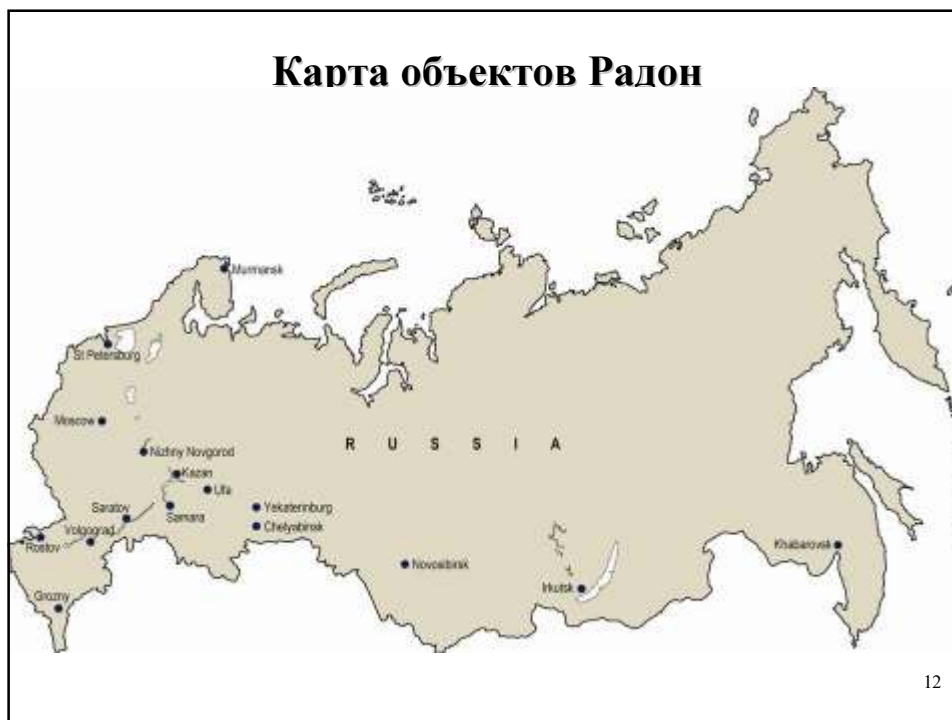 Карта объектов Радон
Murmansk
St Petersburg
Moscow
R U S S I A
Nizhny Novgorod
Kazan
Ufa
Saratov
Samara
Yekaterinburg
Chelyabinsk
Volgograd
Rostov
Khabarovsk
Novosibirsk
Irkutsk
Grozny
12